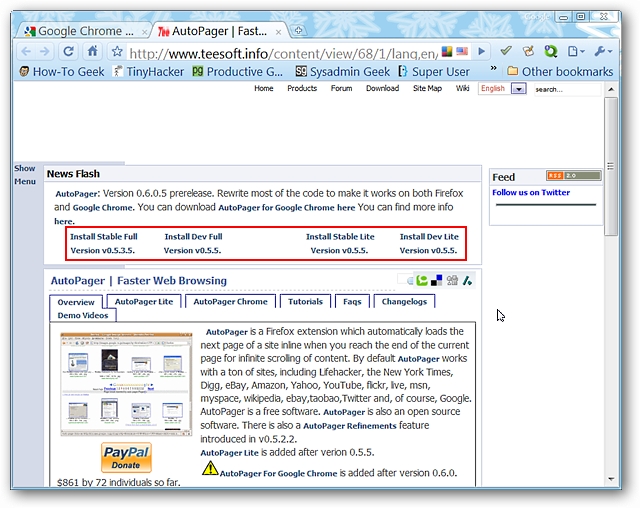 Google Chrome ...
AutoPager | Fast...
http://www.teesoft.info/content/view/68/1/lang,en/
How-To Geek
TinyHacker
Productive G...
Sysadmin Geek
Super User
»
Other bookmarks
Home Products Forum Download Site Map Wiki English search...
Show
Menu
News Flash
AutoPager: Version 0.6.0.5 prerelease. Rewrite most of the code to make it works on both Firefox
and Google Chrome. You can download AutoPager for Google Chrome here You can find more info
here.
Install Stable Full Install Dev Full Install Stable Lite Install Dev Lite
Version v0.5.3.5. Version v0.5.5. Version v0.5.5. Version v0.5.5.
Feed
RSS 2.0
Follow us on Twitter
AutoPager | Faster Web Browsing
Overview
AutoPager Lite
AutoPager Chrome
Tutorials
Faqs
Changelogs
Demo Videos
AutoPager is a Firefox extension which automatically loads the
next page of a site inline when you reach the end of the current
page for infinite scrolling of content. By default AutoPager works
with a ton of sites, including Lifehacker, the New York Times,
Digg, eBay, Amazon, Yahoo, YouTube, flickr, live, msn,
myspace, wikipedia, ebay,taobao,Twitter and, of course, Google.
AutoPager is a free software. AutoPager is also an open source
software. There is also a AutoPager Refinements feature
introduced in v0.5.2.2.
AutoPager Lite is added after verion 0.5.5.
AutoPager For Google Chrome is added after version 0.6.0.
PayPal
Donate
$861 by 72 individuals so far.